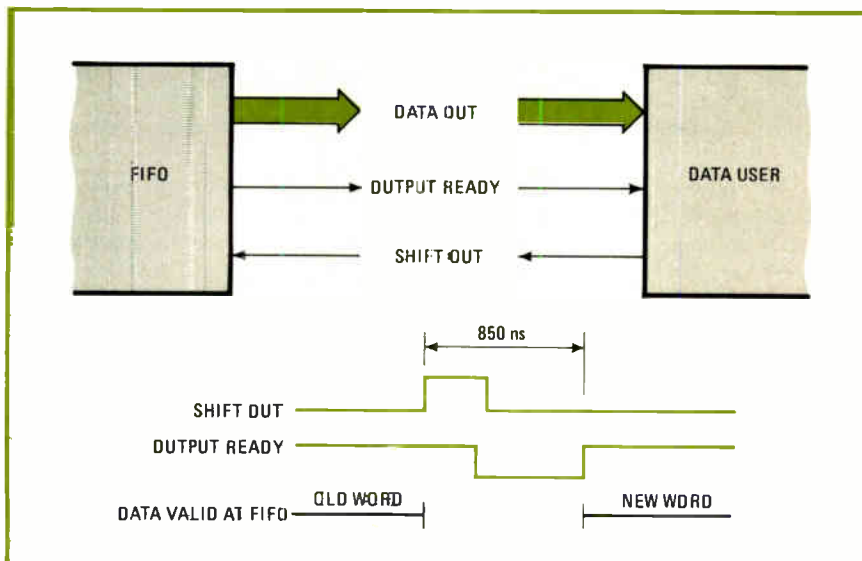 DATA OUT
FIFO
DATA USER
OUTPUT READY
SHIFT OUT
850 ns
SHIFT OUT
OUTPUT READY
OLD WORD
NEW WORD
DATA VALID AT FIFO